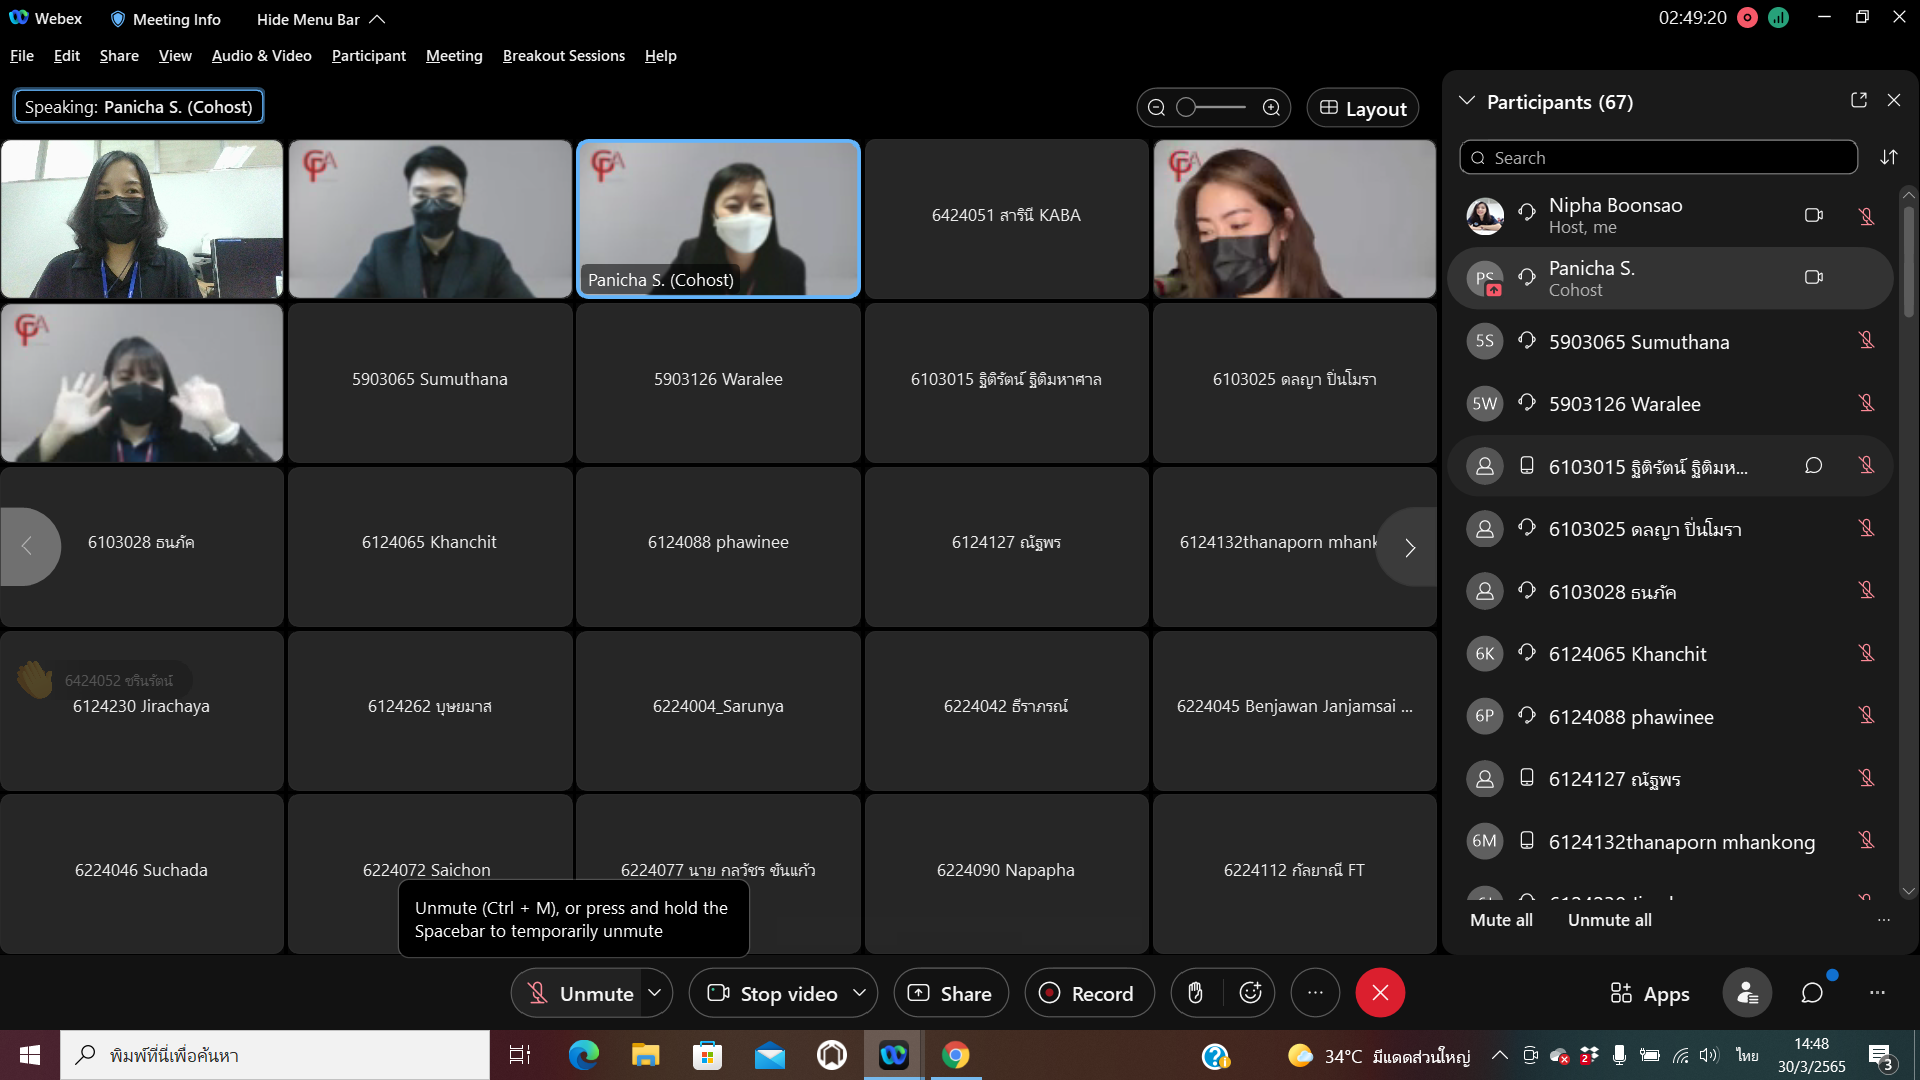 Webex
Meeting Info
Hide Menu Bar
02:49:20
File Edit Share View Audio & Video Participant Meeting Breakout Sessions Help
Speaking: Panicha S. (Cohost)
Layout
Panicha S. (Cohost)
6424051 สารินี KABA
5903065 Sumuthana
5903126 Waralee
6103015 ฐิติรัตน์ ฐิติมหาศาล
6103025 ดลญา ปิ่นโมรา
6103028 ธนภัค
6124065 Khanchit
6124088 phawinee
6124127 ณัฐพร
6124132thanaporn mhank
6424052 ชรินรัตน์
6124230 Jirachaya
6124262 บุษยมาส
6224004_Sarunya
6224042 ธีราภรณ์
6224045 Benjawan Janjamsai ...
6224046 Suchada
6224072 Saichon
6224077 นาย กลวัชร ขันแก้ว
6224090 Napapha
6224112 กัลยาณี FT
Unmute (Ctrl + M), or press and hold the
Spacebar to temporarily unmute
Participants (67)
Search
Nipha Boonsao
Host, me
PS
Panicha S.
Cohost
5S 5903065 Sumuthana
5W 5903126 Waralee
6103015 ฐิติรัตน์ ฐิติมห...
6103025 ดลญา ปิ่นโมรา
6103028 ธนภัค
6K 6124065 Khanchit
6P 6124088 phawinee
6124127 ณัฐพร
6M 6124132thanaporn mhankong
Mute all Unmute all
Unmute
Stop video
Share
Record
Apps
พิมพ์ที่นี่เพื่อค้นหา
34°C มีแดดส่วนใหญ่
2
ไทย
14:48
30/3/2565
3